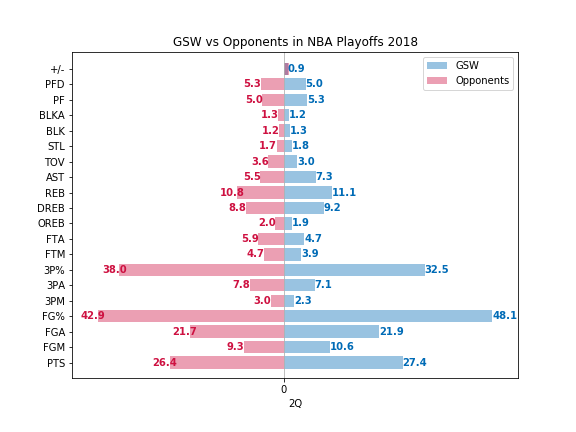 GSW vs Opponents in NBA Playoffs 2018
GSW
Opponents
+/- 0.9
PFD 5.3 5.0
PF 5.0 5.3
BLKA 1.3 1.2
BLK 1.2 1.3
STL 1.7 1.8
TOV 3.6 3.0
AST 5.5 7.3
REB 10.8 11.1
DREB 8.8 9.2
OREB 2.0 1.9
FTA 5.9 4.7
FTM 4.7 3.9
3P% 38.0 32.5
3PA 7.8 7.1
3PM 3.0 2.3
FG% 42.9 48.1
FGA 21.7 21.9
FGM 9.3 10.6
PTS 26.4 27.4
0
2Q